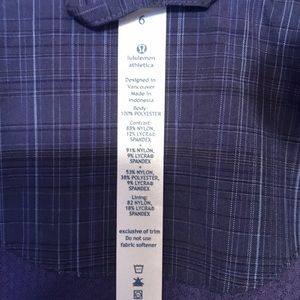 6
lululemon
athletica
Designed in
Vancouver
Made in
Indonesia
Body:
100% POLYESTER
Contrast:
88% NYLON,
12% LYCRA®
SPANDEX
+
91% NYLON,
9% LYCRA®
SPANDEX
+
53% NYLON,
38% POLYESTER,
9% LYCRA®
SPANDEX
Lining:
82 NYLON,
18% LYCRA®
SPANDEX
exclusive of trim
Do not use
fabric softener